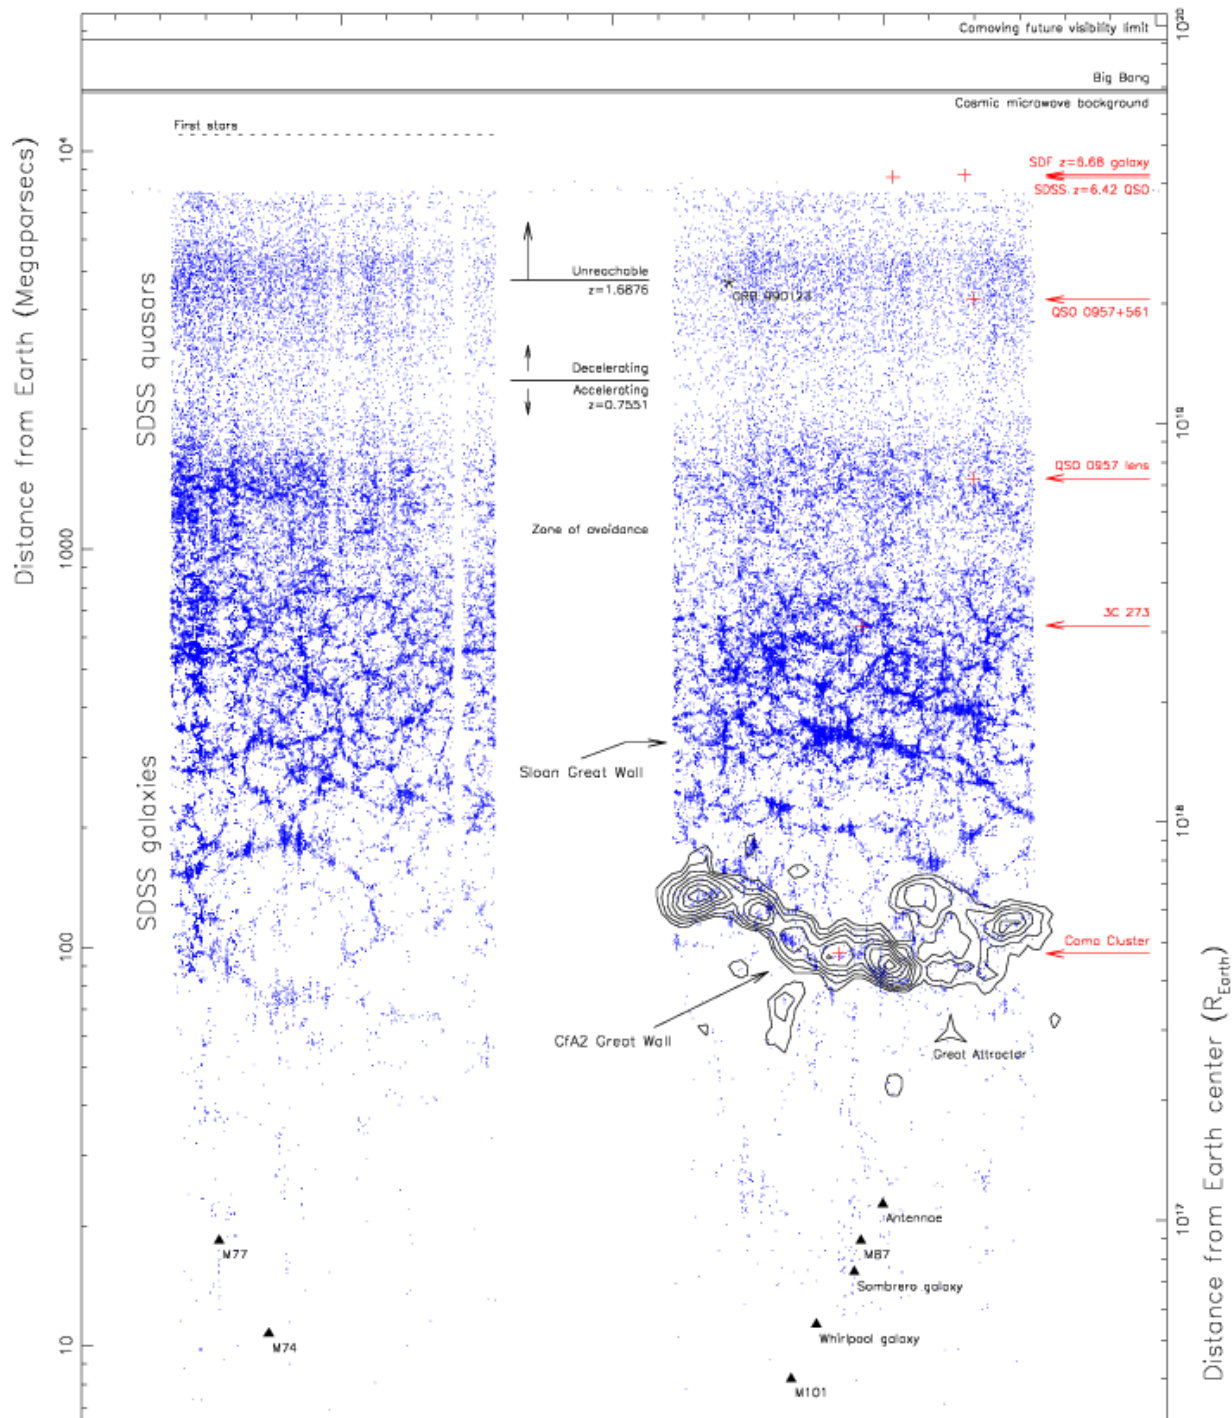 10²⁰
Comoving future visibility limit
Big Bang
Cosmic microwave background
First stars
10⁴
SDF z=6.68 galaxy
SDSS z=6.42 QSO
Unreachable
z=1.6876
GRB 990123
QSO 0957+561
Decelerating
Accelerating
z=0.7551
10¹⁹
QSO 0957 lens
Zone of avoidance
1000
3C 273
Sloan Great Wall
10¹⁸
Coma Cluster
100
CfA2 Great Wall
Great Attractor
Antennae
10¹⁷
M77
M87
Sombrero galaxy
Whirlpool galaxy
M74
10
M101
Distance from Earth (Megaparsecs)
SDSS quasars
SDSS galaxies
Distance from Earth center (R_Earth)